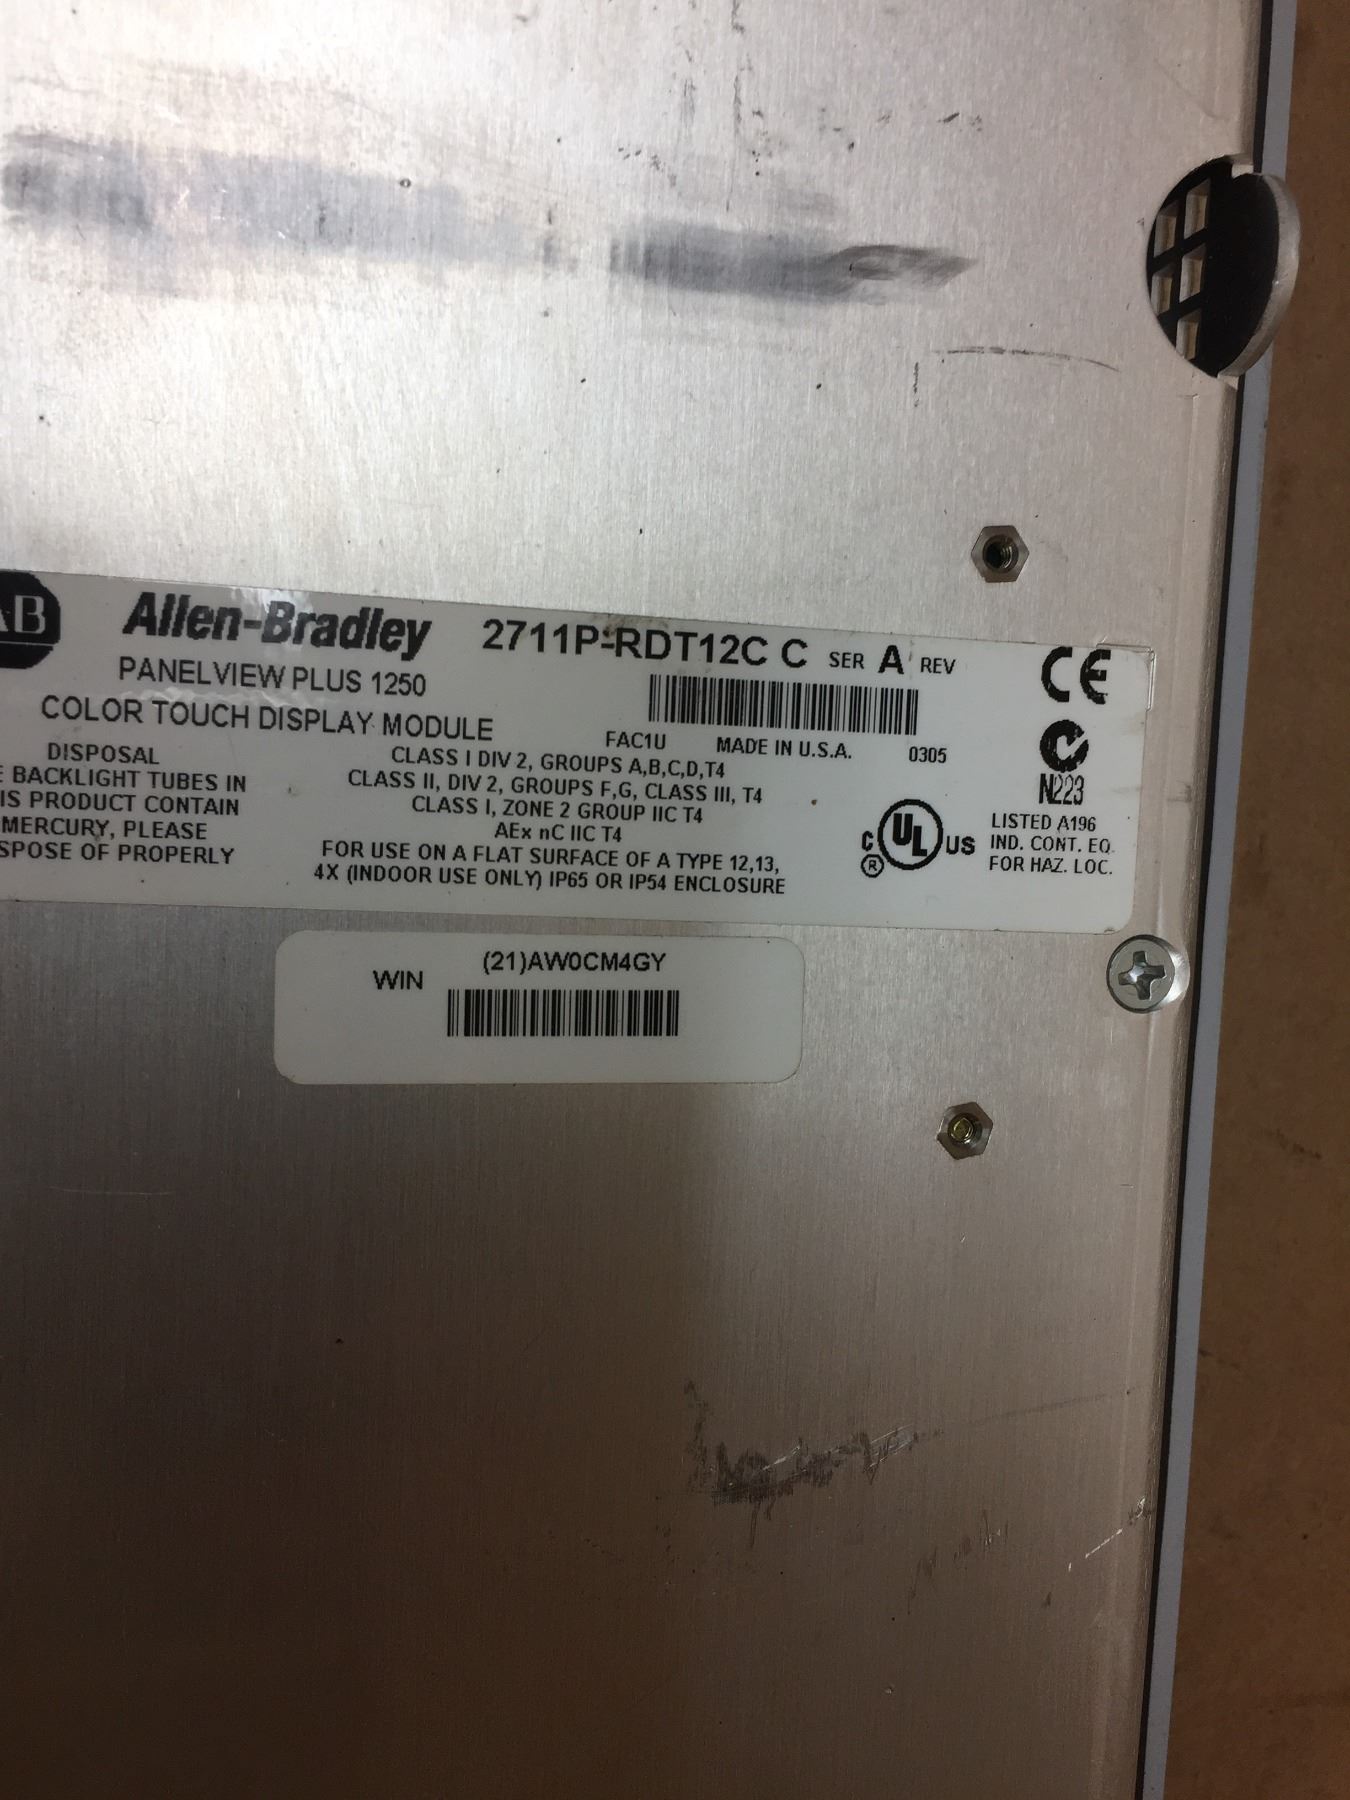 AB
Allen-Bradley
2711P-RDT12C C SER A REV
PANELVIEW PLUS 1250
COLOR TOUCH DISPLAY MODULE
FAC1U MADE IN U.S.A. 0305
DISPOSAL
BACKLIGHT TUBES IN
IS PRODUCT CONTAIN
MERCURY, PLEASE
SPOSE OF PROPERLY
CLASS I DIV 2, GROUPS A,B,C,D,T4
CLASS II, DIV 2, GROUPS F,G, CLASS III, T4
CLASS I, ZONE 2 GROUP IIC T4
AEx nC IIC T4
FOR USE ON A FLAT SURFACE OF A TYPE 12,13,
4X (INDOOR USE ONLY) IP65 OR IP54 ENCLOSURE
CE
N223
C UL US
®
LISTED A196
IND. CONT. EQ.
FOR HAZ. LOC.
WIN (21)AW0CM4GY